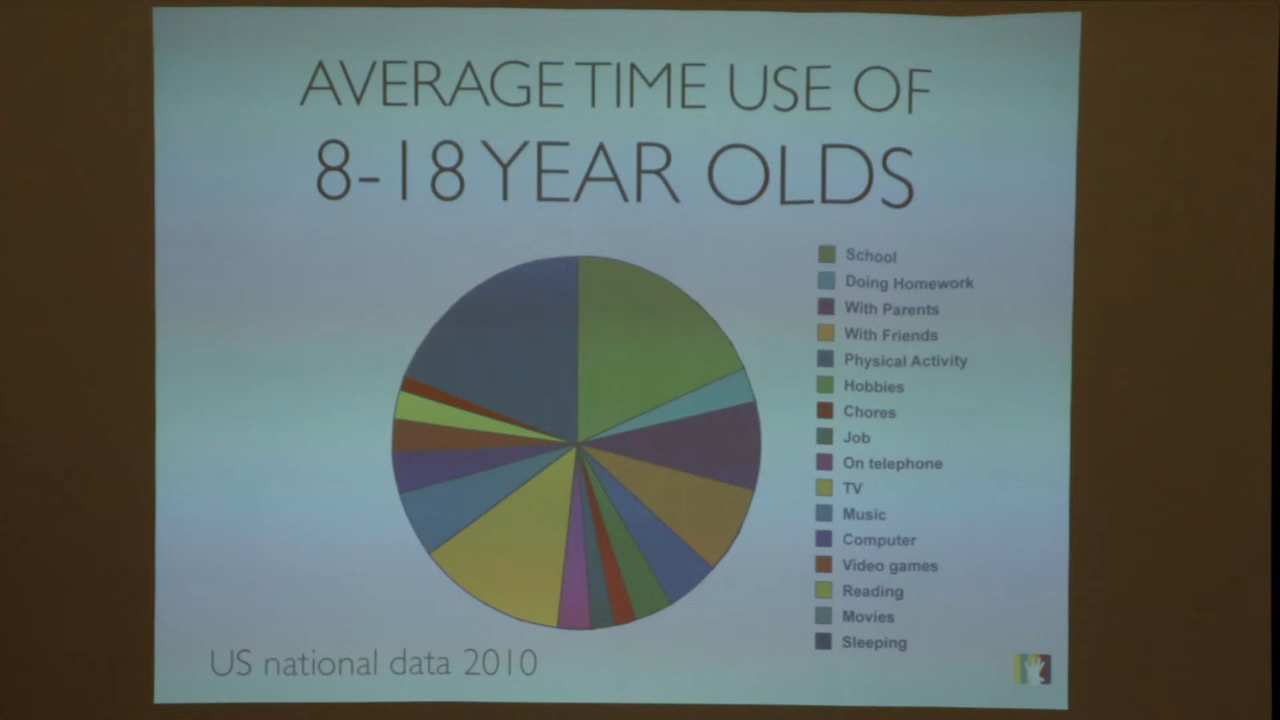 AVERAGE TIME USE OF
8-18 YEAR OLDS
School
Doing Homework
With Parents
With Friends
Physical Activity
Hobbies
Chores
Job
On telephone
TV
Music
Computer
Video games
Reading
Movies
Sleeping
US national data 2010